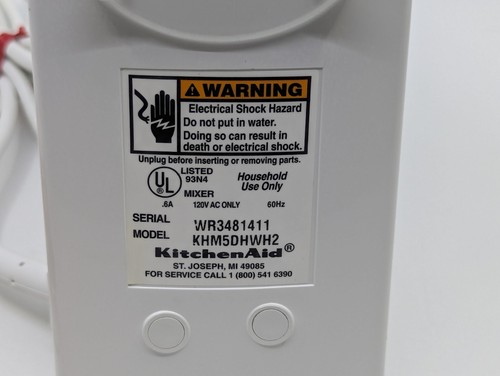 WARNING
Electrical Shock Hazard
Do not put in water.
Doing so can result in
death or electrical shock.
Unplug before inserting or removing parts.
UL
®
LISTED
93N4
MIXER
Household
Use Only
.6A 120V AC ONLY 60Hz
SERIAL WR3481411
MODEL KHM5DHWH2
KitchenAid®
ST. JOSEPH, MI 49085
FOR SERVICE CALL 1 (800) 541 6390